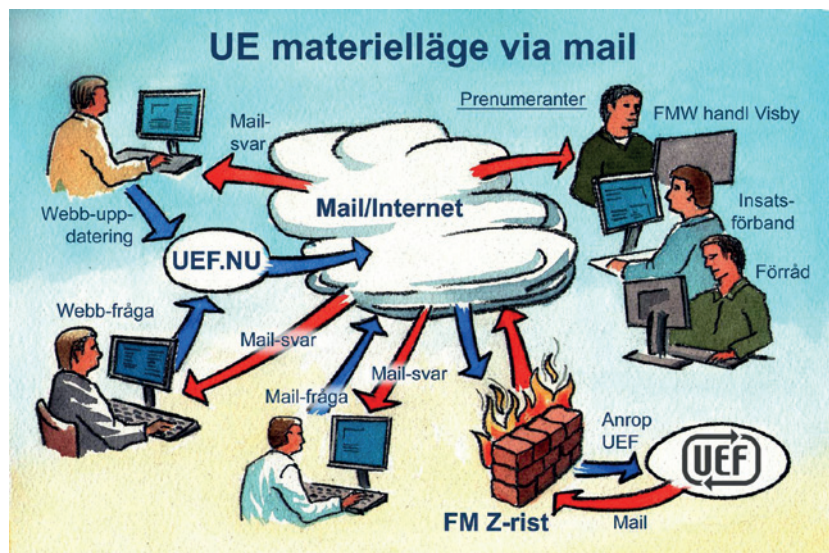 UE materielläge via mail
Prenumeranter
FMW handl Visby
Mail-
svar
Mail/Internet
Insats-
förband
Webb-upp-
datering
UEF.NU
Förråd
Webb-fråga
Mail-svar
Mail-svar
Mail-fråga
Anrop
UEF
UEF
FM Z-rist
Mail